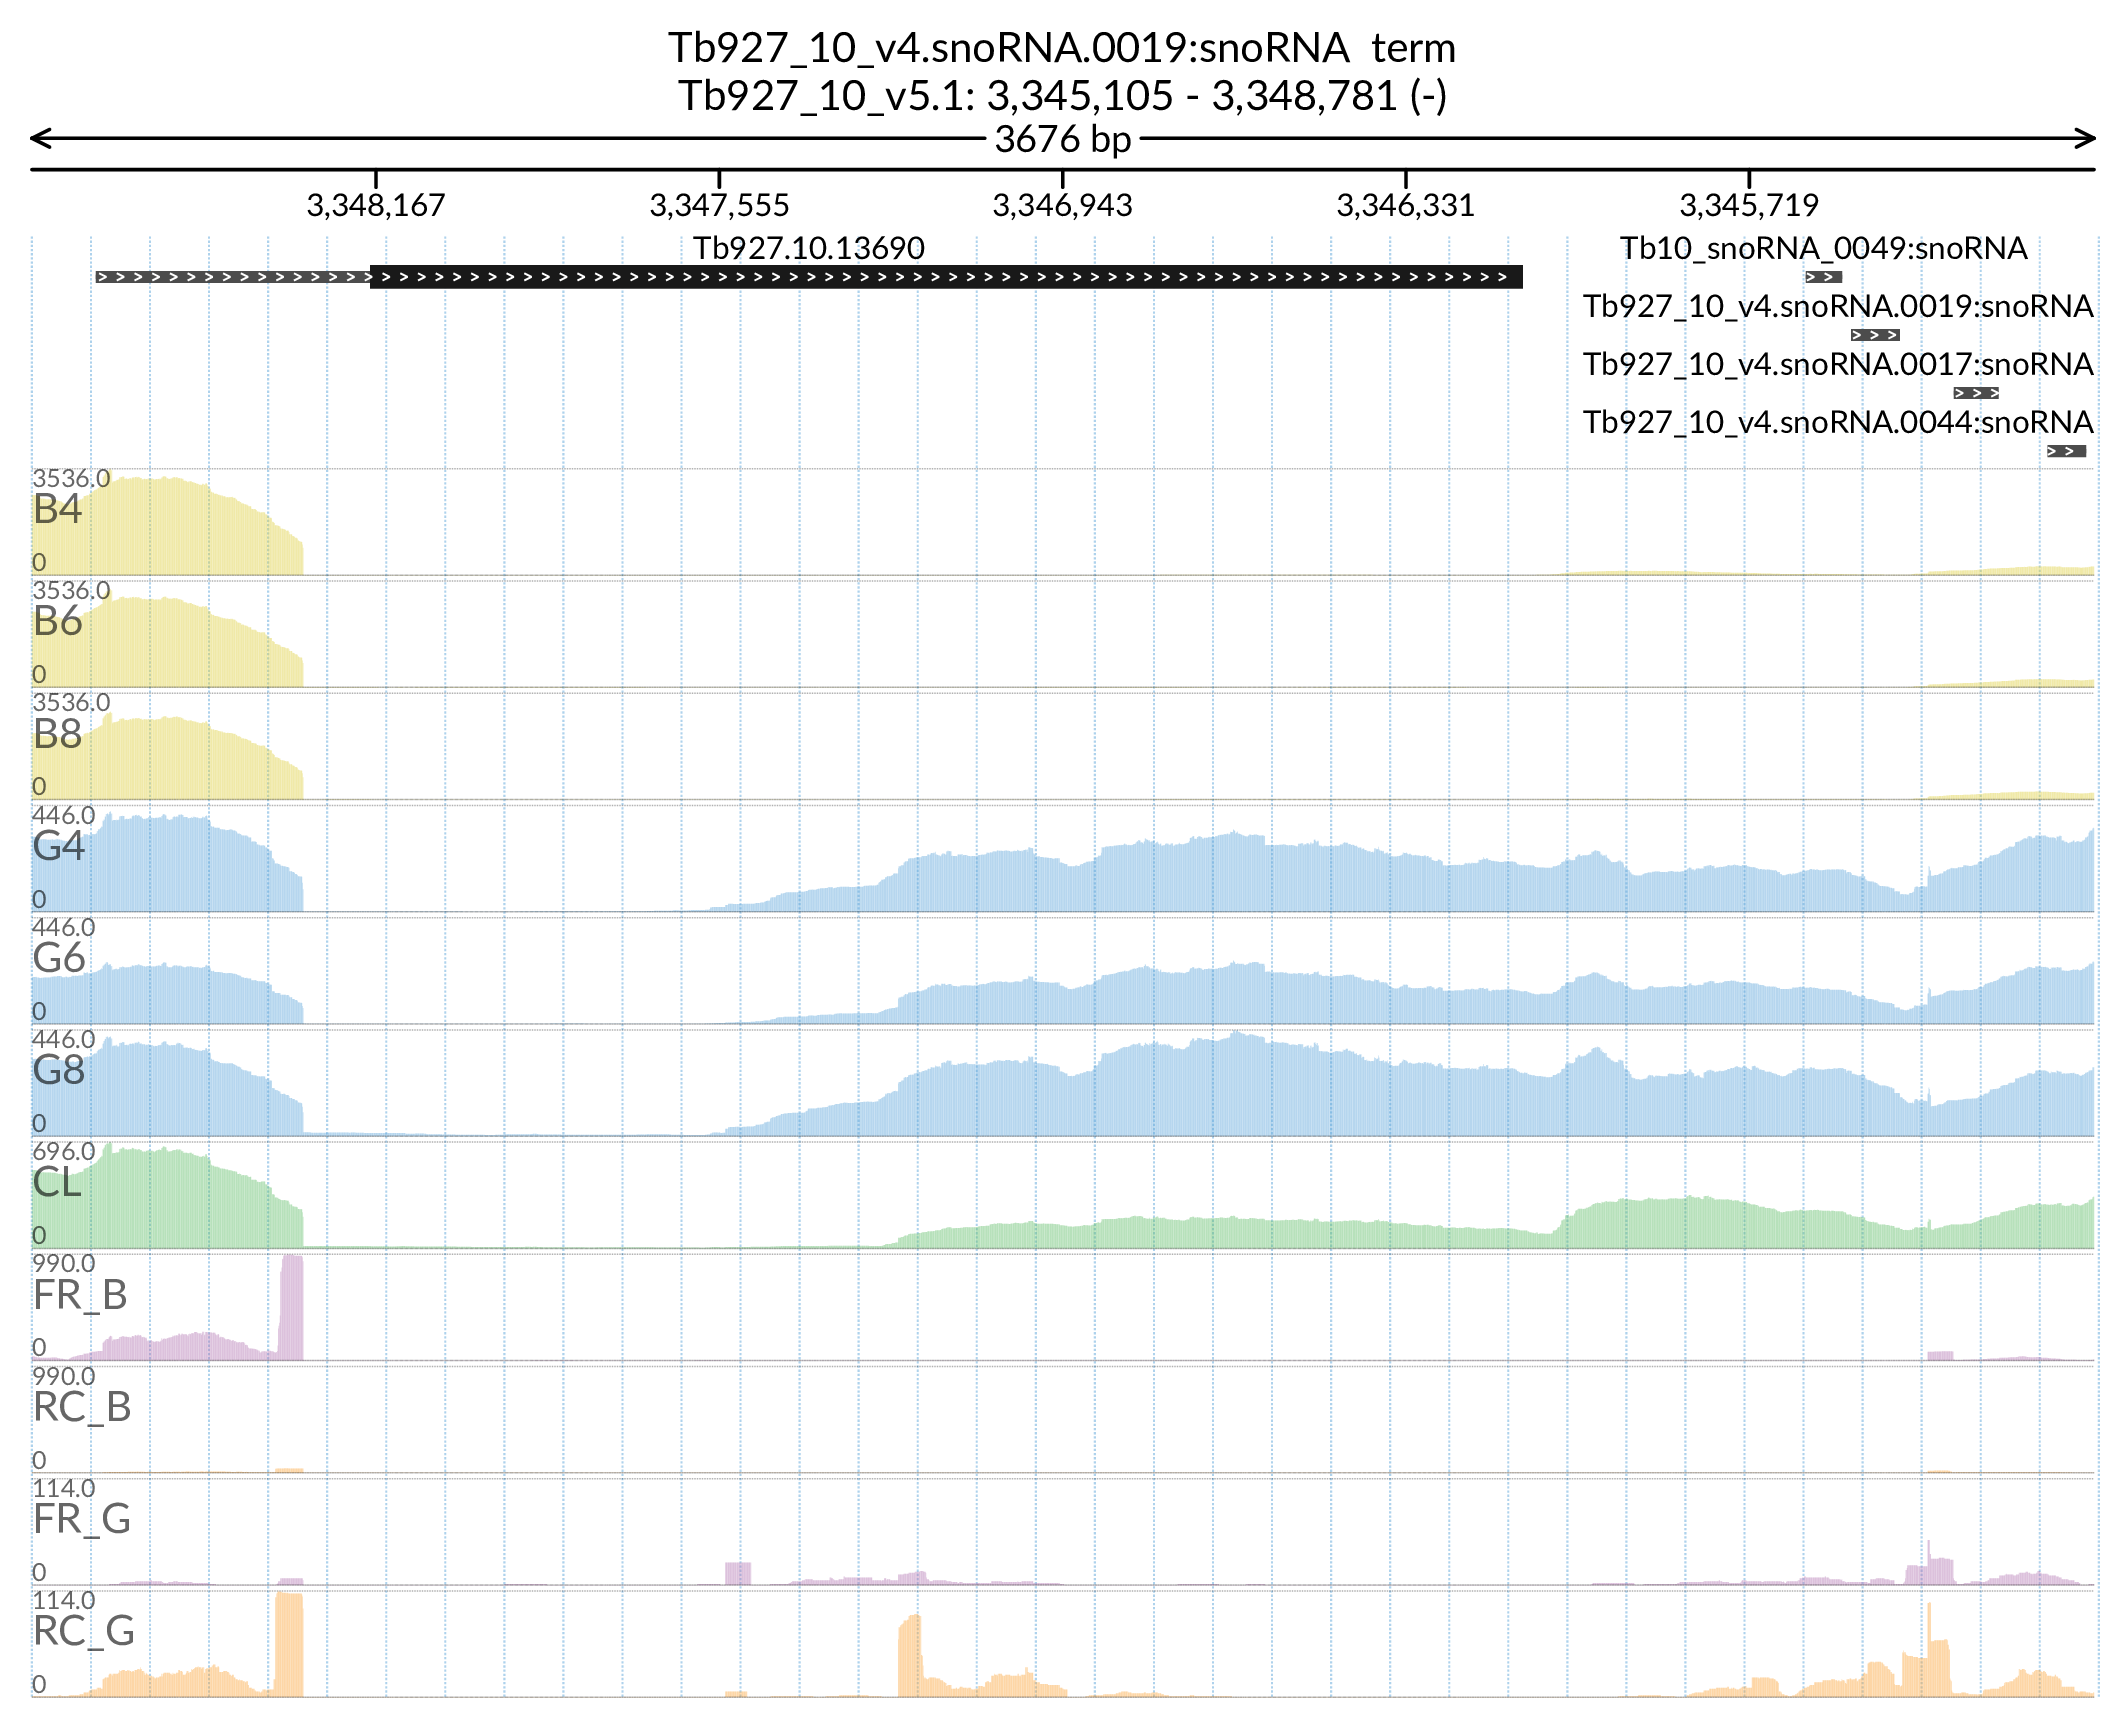 Tb927_10_v4.snoRNA.0019:snoRNA term
Tb927_10_v5.1: 3,345,105 - 3,348,781 (-)
3676 bp
3,348,167 3,347,555 3,346,943 3,346,331 3,345,719
Tb927.10.13690 Tb10_snoRNA_0049:snoRNA
Tb927_10_v4.snoRNA.0019:snoRNA
Tb927_10_v4.snoRNA.0017:snoRNA
Tb927_10_v4.snoRNA.0044:snoRNA
3536.0
B4
0
3536.0
B6
0
3536.0
B8
0
446.0
G4
0
446.0
G6
0
446.0
G8
0
696.0
CL
0
990.0
FR_B
0
990.0
RC_B
0
114.0
FR_G
0
114.0
RC_G
0